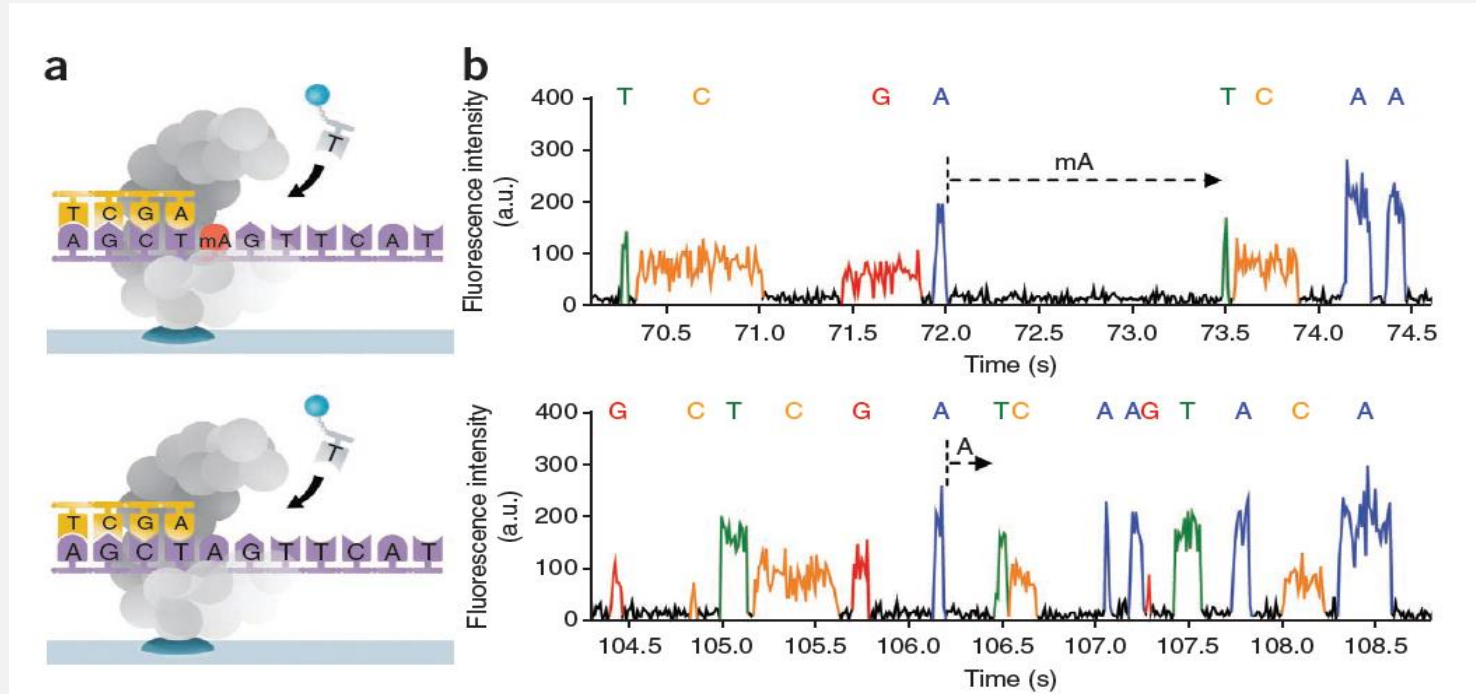 a
T
T C G A
A G C T mA G T T C A T
T
T C G A
A G C T A G T T C A T
b
T C G A T C A A
Fluorescence intensity
(a.u.)
400
300
200
100
0
mA
70.5 71.0 71.5 72.0 72.5 73.0 73.5 74.0 74.5
Time (s)
G C T C G A T C A A G T A C A
Fluorescence intensity
(a.u.)
400
300
200
100
0
A
104.5 105.0 105.5 106.0 106.5 107.0 107.5 108.0 108.5
Time (s)